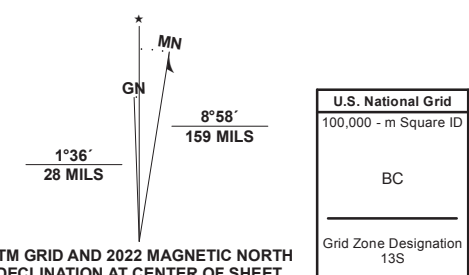 ★
MN
GN
8°58´
159 MILS
1°36´
28 MILS
TM GRID AND 2022 MAGNETIC NORTH
DECLINATION AT CENTER OF SHEET
U.S. National Grid
100,000 - m Square ID
BC
Grid Zone Designation
13S